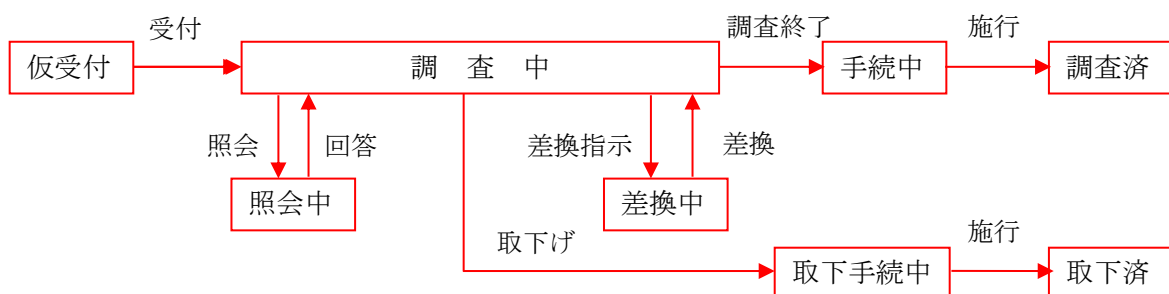 受付
調査終了
施行
仮受付
調 査 中
手続中
調査済
照会
回答
差換指示
差換
照会中
差換中
取下げ
施行
取下手続中
取下済